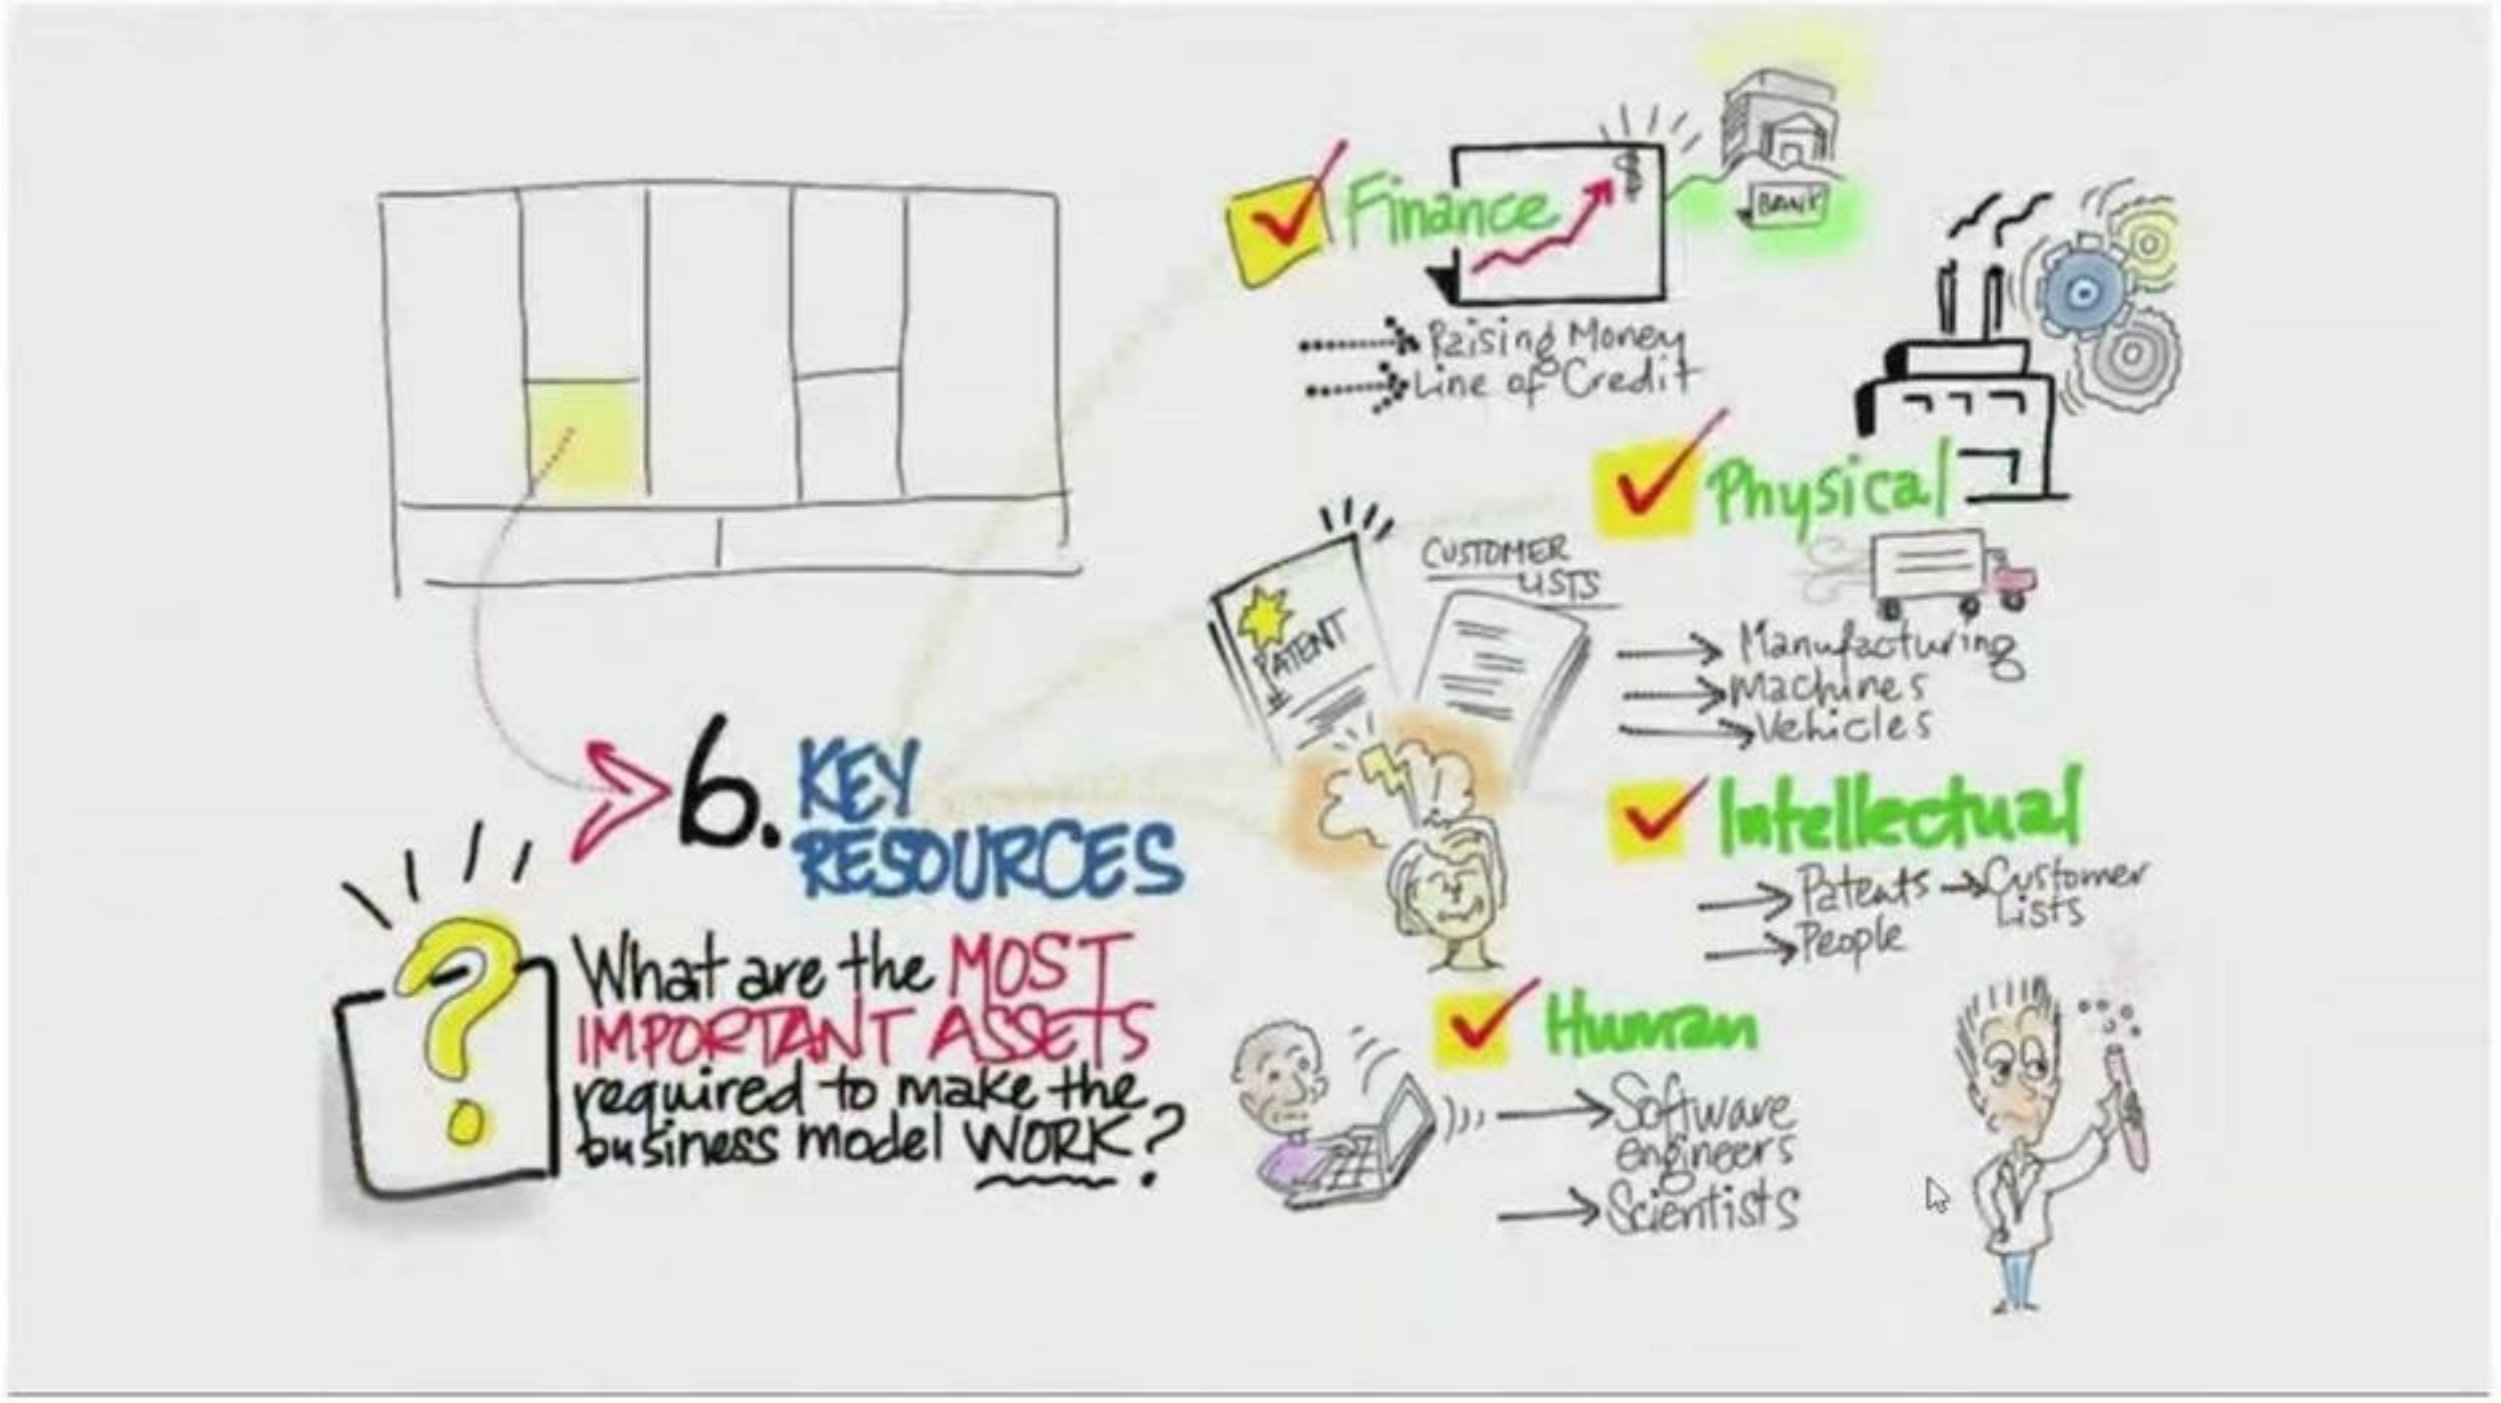 Finance
BANK
Raising Money
Line of Credit
Physical
CUSTOMER
LISTS
PATENT
Manufacturing
Machines
Vehicles
6. KEY
RESOURCES
Intellectual
Patents → Customer
Lists
People
What are the MOST
IMPORTANT ASSETS
required to make the
business model WORK?
Human
Software
engineers
Scientists